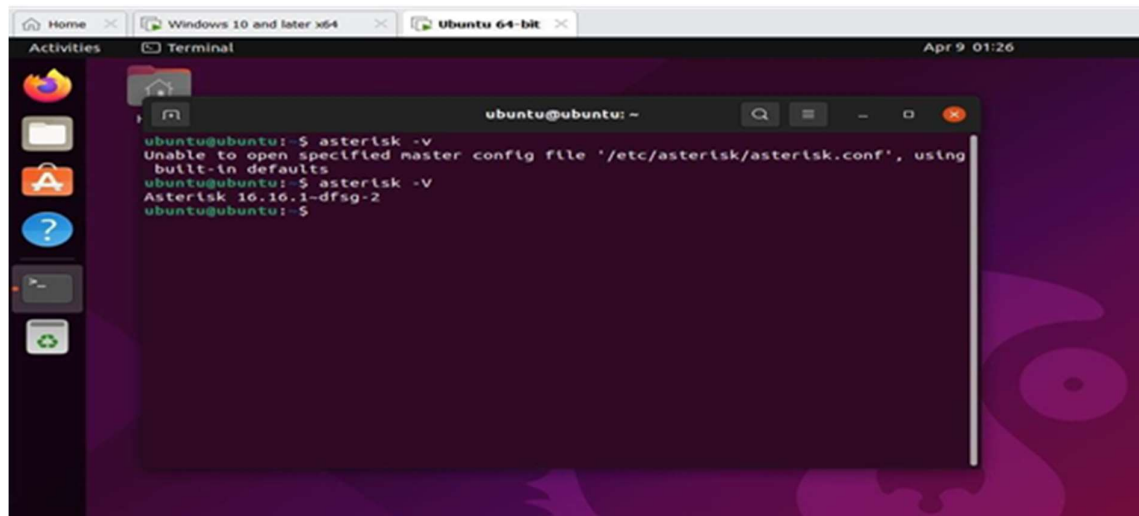 Home
Windows 10 and later x64
Ubuntu 64-bit
Activities
Terminal
Apr 9 01:26
ubuntu@ubuntu: ~
ubuntu@ubuntu:~$ asterisk -v
Unable to open specified master config file '/etc/asterisk/asterisk.conf', using
built-in defaults
ubuntu@ubuntu:~$ asterisk -V
Asterisk 16.16.1~dfsg-2
ubuntu@ubuntu:~$